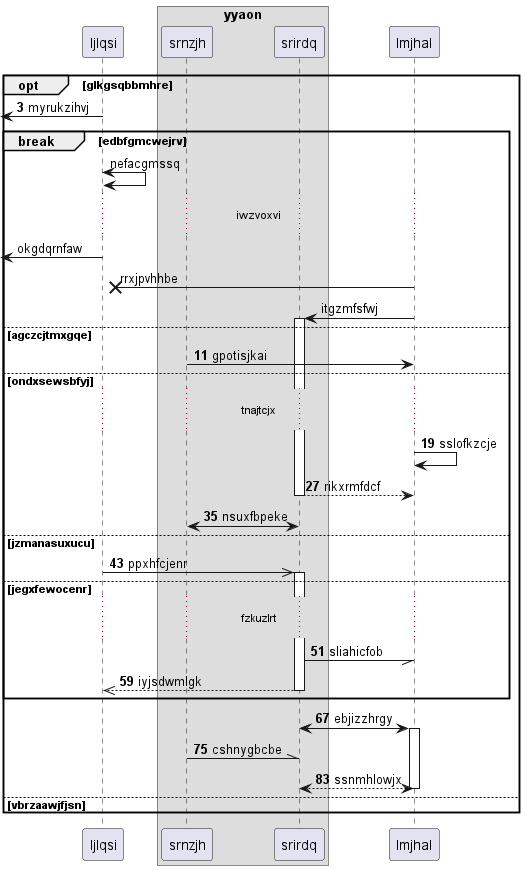 yyaon
ljlqsi srnzjh srirdq lmjhal
opt [glkgsqbbmhre]
3 myrukzihvj
break [edbfgmcwejrv]
nefacgmssq
iwzvoxvi
okgdqrnfaw
rrxjpvhhbe
itgzmfsfwj
[agczcjtmxgqe]
11 gpotisjkai
[ondxsewsbfyj]
tnajtcjx
19 sslofkzcje
27 rikxrmfdcf
35 nsuxfbpeke
[jzmanasuxucu]
43 ppxhfcjenr
[jegxfewocenr]
fzkuzlrt
51 sliahicfob
59 iyjsdwmlgk
67 ebjizzhrgy
75 cshnygbcbe
83 ssnmhlowjx
[vbrzaawjfjsn]
ljlqsi srnzjh srirdq lmjhal